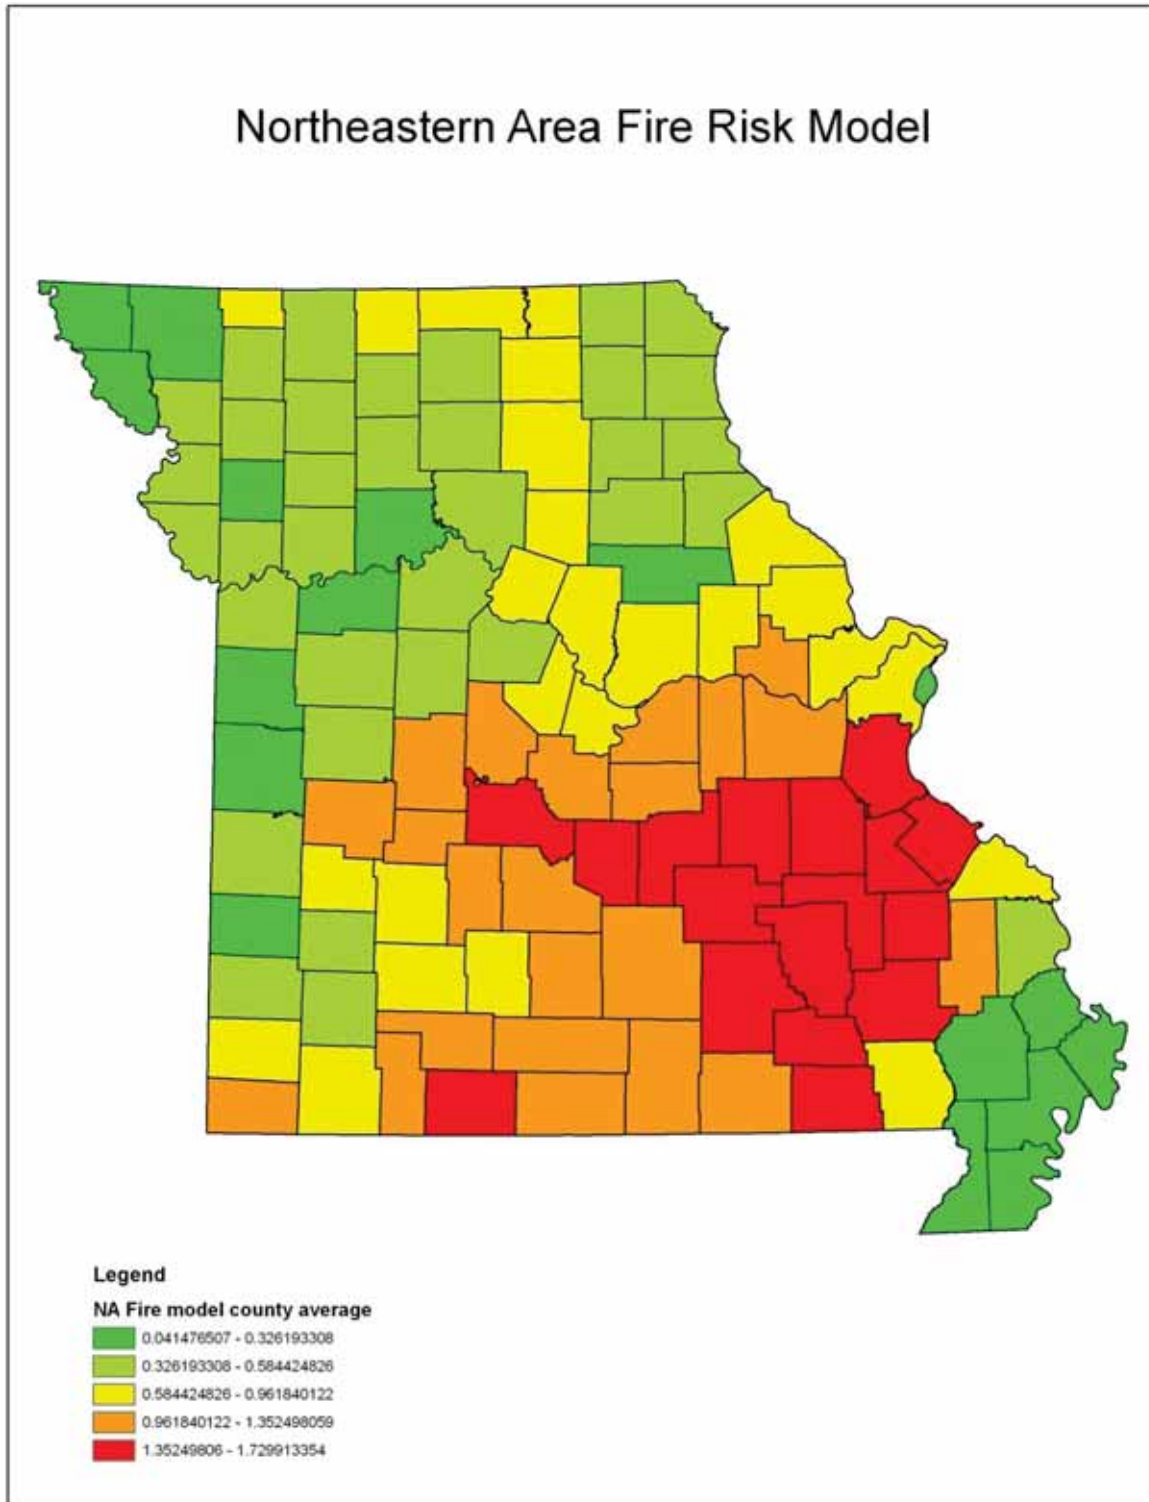 Northeastern Area Fire Risk Model
Legend
NA Fire model county average
0.041476507 - 0.326193308
0.326193308 - 0.584424826
0.584424826 - 0.961840122
0.961840122 - 1.352498059
1.35249806 - 1.729913354